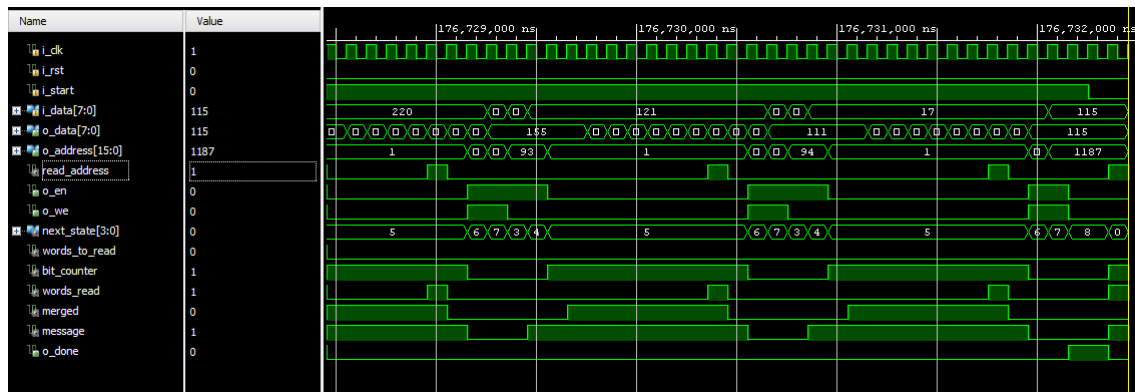 Name Value
176,729,000 ns 176,730,000 ns 176,731,000 ns 176,732,000 n
i_clk 1
i_rst 0
i_start 0
i_data[7:0] 115 220 121 17 115
o_data[7:0] 115 155 111 115
o_address[15:0] 1187 1 93 1 94 1 1187
read_address 1
o_en 0
o_we 0
next_state[3:0] 0 5 6 7 3 4 5 6 7 3 4 5 6 7 8 0
words_to_read 0
bit_counter 1
words_read 1
merged 0
message 1
o_done 0